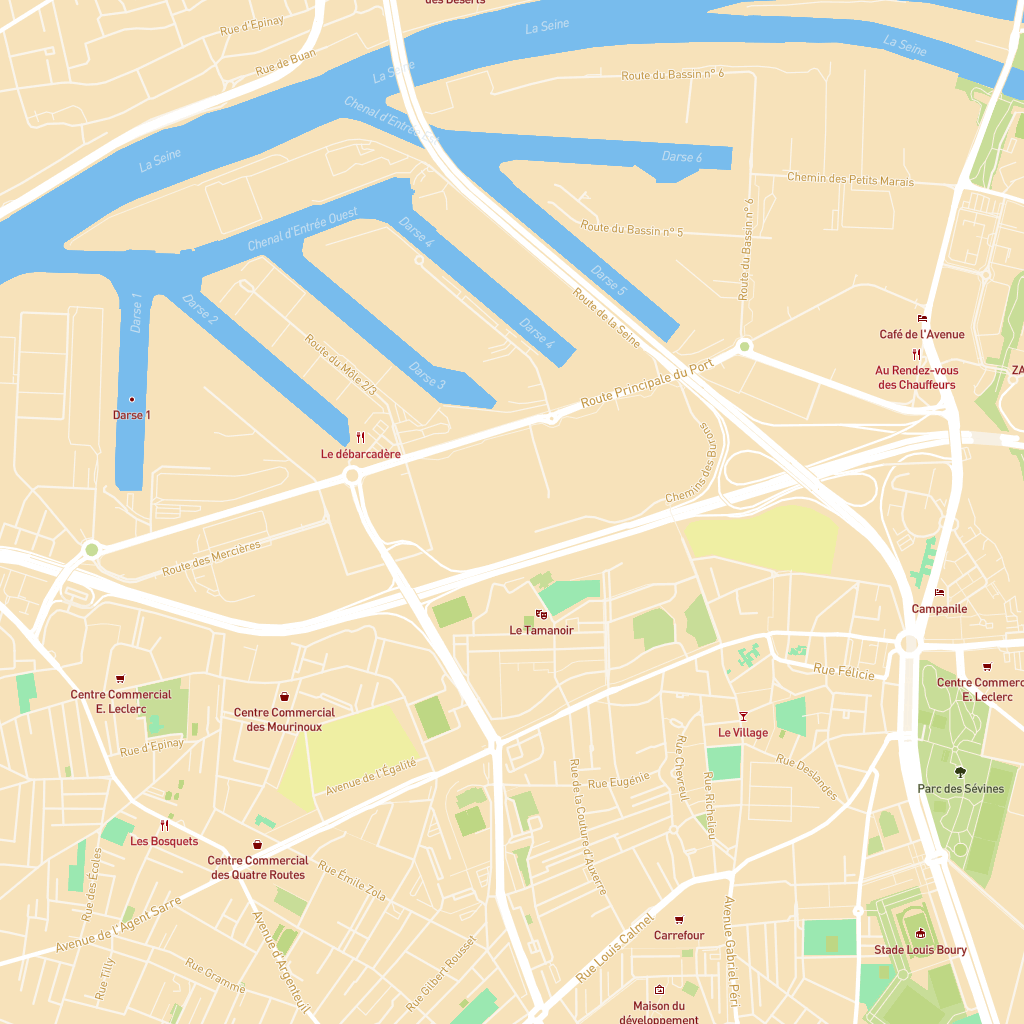 des Déserts
Rue d'Epinay
La Seine
La Seine
Rue de Buan
La Seine
Route du Bassin n° 6
Chenal d'Entrée Est
La Seine
Darse 6
Chemin des Petits Marais
Chenal d'Entrée Ouest
Darse 4
Route du Bassin n° 5
Route du Bassin n° 6
Darse 5
Darse 1
Darse 2
Route de la Seine
Darse 4
Café de l'Avenue
Route du Môle 2/3
Darse 3
Route Principale du Port
Au Rendez-vous
des Chauffeurs
ZA
Darse 1
Le débarcadère
Chemins des Burons
Route des Mercières
Campanile
Le Tamanoir
Rue Félicie
Centre Commercial
E. Leclerc
Centre Commerc
E. Leclerc
Centre Commercial
des Mourinoux
Le Village
Rue d'Epinay
Avenue de l'Égalité
Rue Eugénie
Rue Chevreul
Rue Deslandes
Parc des Sévines
Rue Richelieu
Rue de la Couture d'Auxerre
Les Bosquets
Centre Commercial
des Quatre Routes
Rue des Écoles
Rue Émile Zola
Avenue de l'Agent Sarre
Carrefour
Stade Louis Boury
Rue Louis Calmel
Avenue Gabriel Péri
Avenue d'Argenteuil
Rue Gilbert Rousset
Rue Tilly
Rue Gramme
Maison du
développement